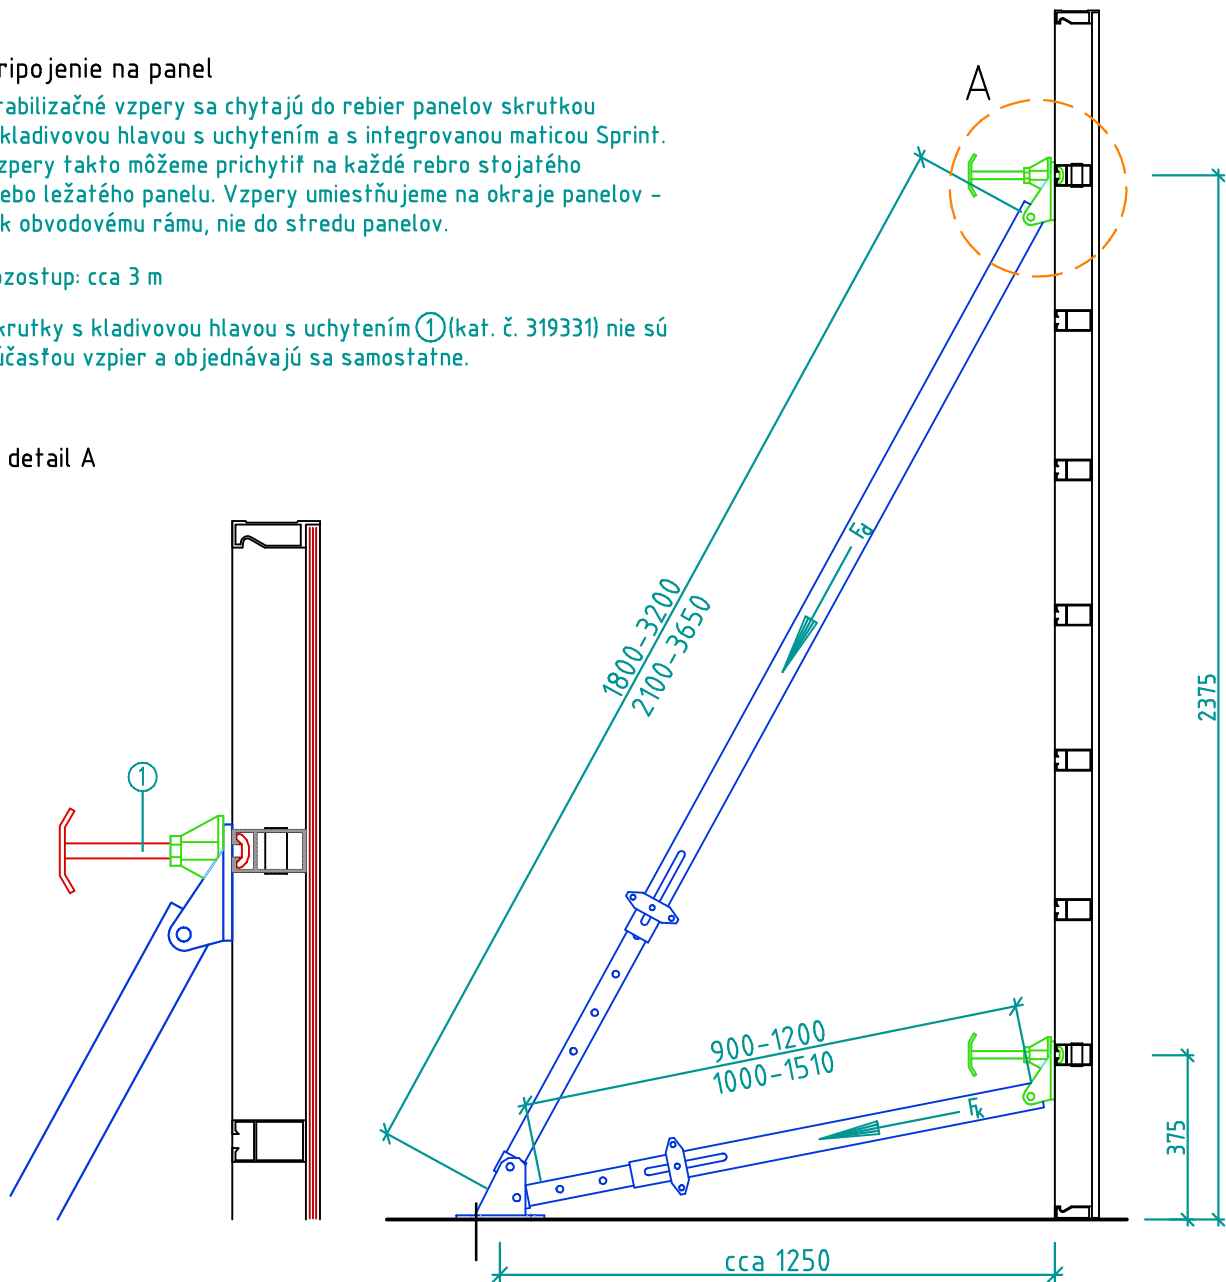 ripojenie na panel
tabilizačné vzpery sa chytajú do rebier panelov skrutkou
kladivovou hlavou s uchytením a s integrovanou maticou Sprint.
zpery takto môžeme prichytiť na každé rebro stojatého
ebo ležatého panelu. Vzpery umiestňujeme na okraje panelov -
k obvodovému rámu, nie do stredu panelov.
ozostup: cca 3 m
krutky s kladivovou hlavou s uchytením 1 (kat. č. 319331) nie sú
účasťou vzpier a objednávajú sa samostatne.
detail A
A
Fd
1800-3200
2100-3650
2375
1
900-1200
1000-1510
Fk
375
cca 1250